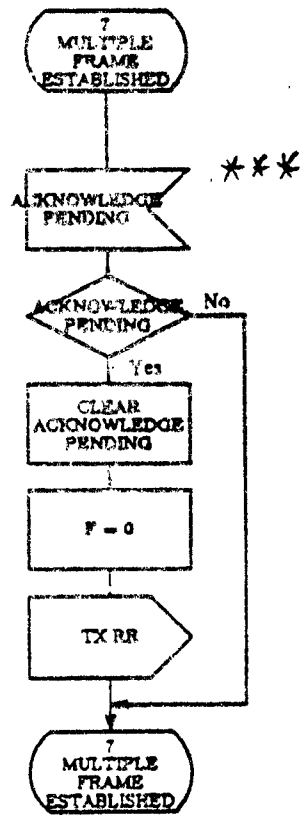 7
MULTIPLE
FRAME
ESTABLISHED
***
ACKNOWLEDGE
PENDING
ACKNOWLEDGE
PENDING
No
Yes
CLEAR
ACKNOWLEDGE
PENDING
F = 0
TX RR
7
MULTIPLE
FRAME
ESTABLISHED